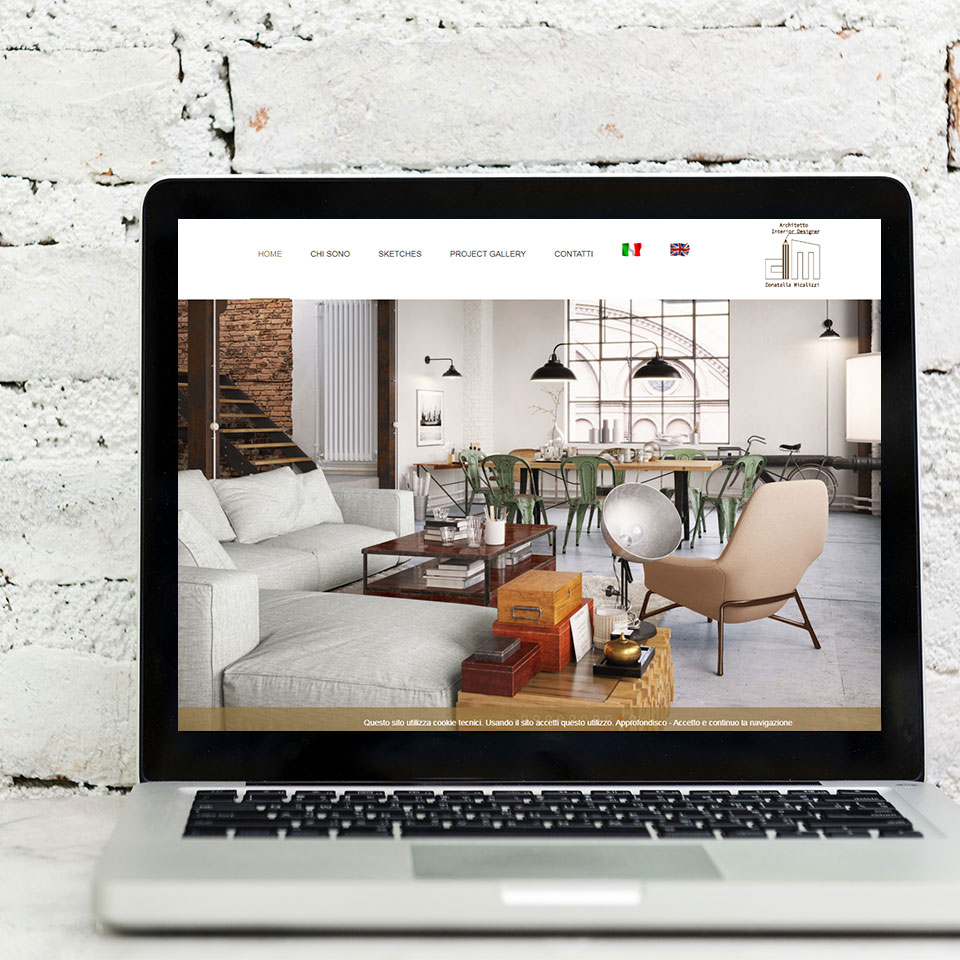 HOME CHI SONO SKETCHES PROJECT GALLERY CONTATTI
Architetto
Interior Designer
dm
Donatella Micalizzi
Questo sito utilizza cookie tecnici. Usando il sito accetti questo utilizzo. Approfondisco - Accetto e continuo la navigazione